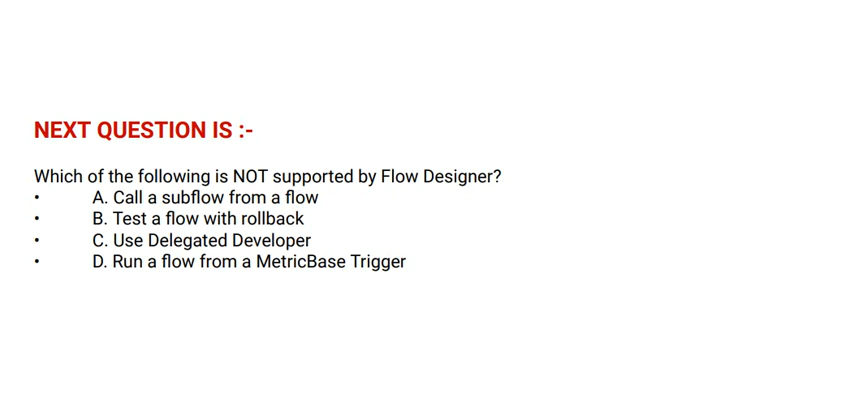 NEXT QUESTION IS :-
Which of the following is NOT supported by Flow Designer?
• A. Call a subflow from a flow
• B. Test a flow with rollback
• C. Use Delegated Developer
• D. Run a flow from a MetricBase Trigger